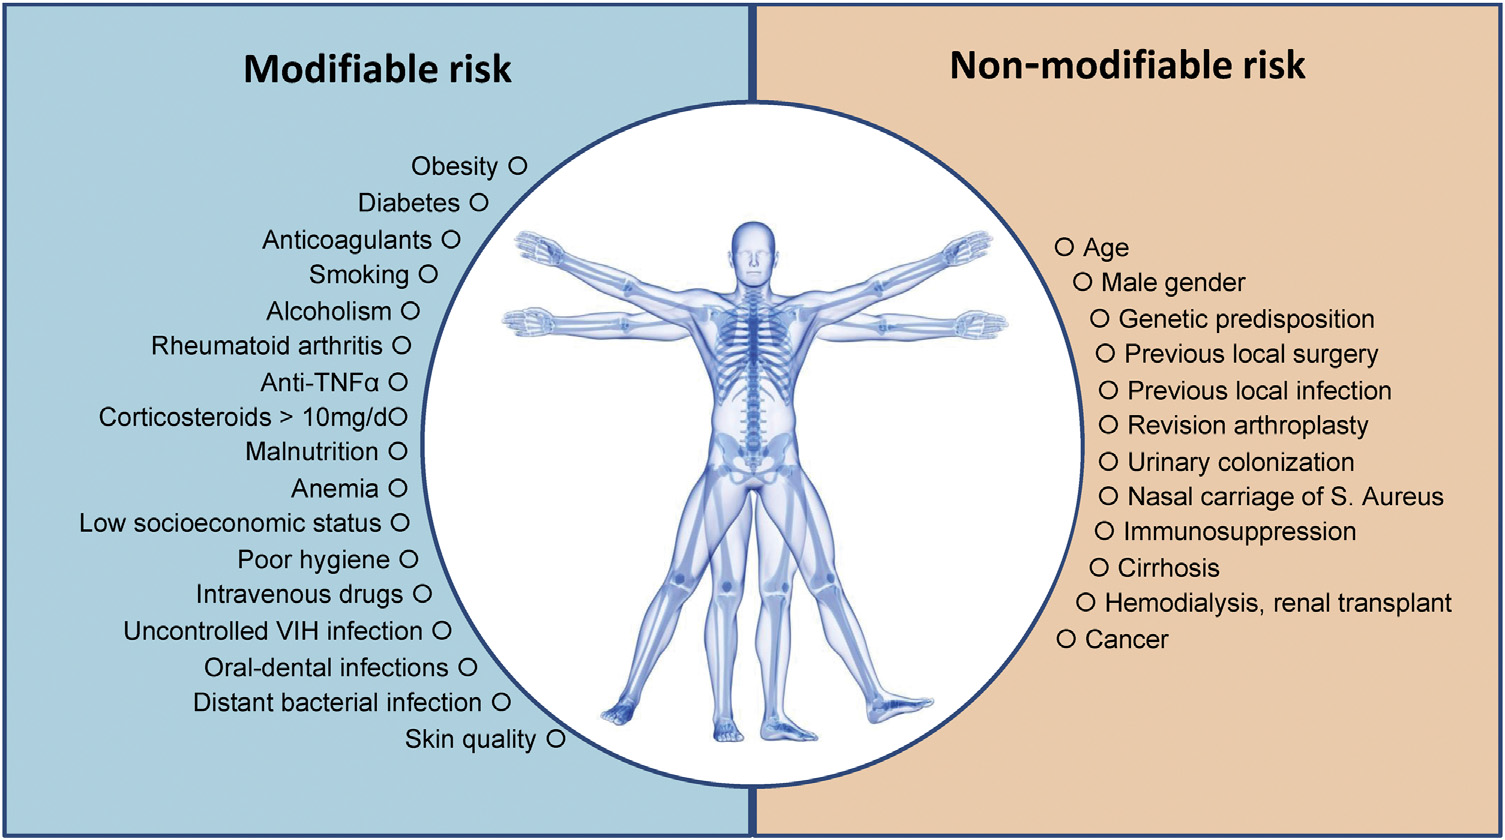 Modifiable risk
Obesity
Diabetes
Anticoagulants
Smoking
Alcoholism
Rheumatoid arthritis
Anti-TNFα
Corticosteroids > 10mg/d
Malnutrition
Anemia
Low socioeconomic status
Poor hygiene
Intravenous drugs
Uncontrolled VIH infection
Oral-dental infections
Distant bacterial infection
Skin quality
Non-modifiable risk
Age
Male gender
Genetic predisposition
Previous local surgery
Previous local infection
Revision arthroplasty
Urinary colonization
Nasal carriage of S. Aureus
Immunosuppression
Cirrhosis
Hemodialysis, renal transplant
Cancer